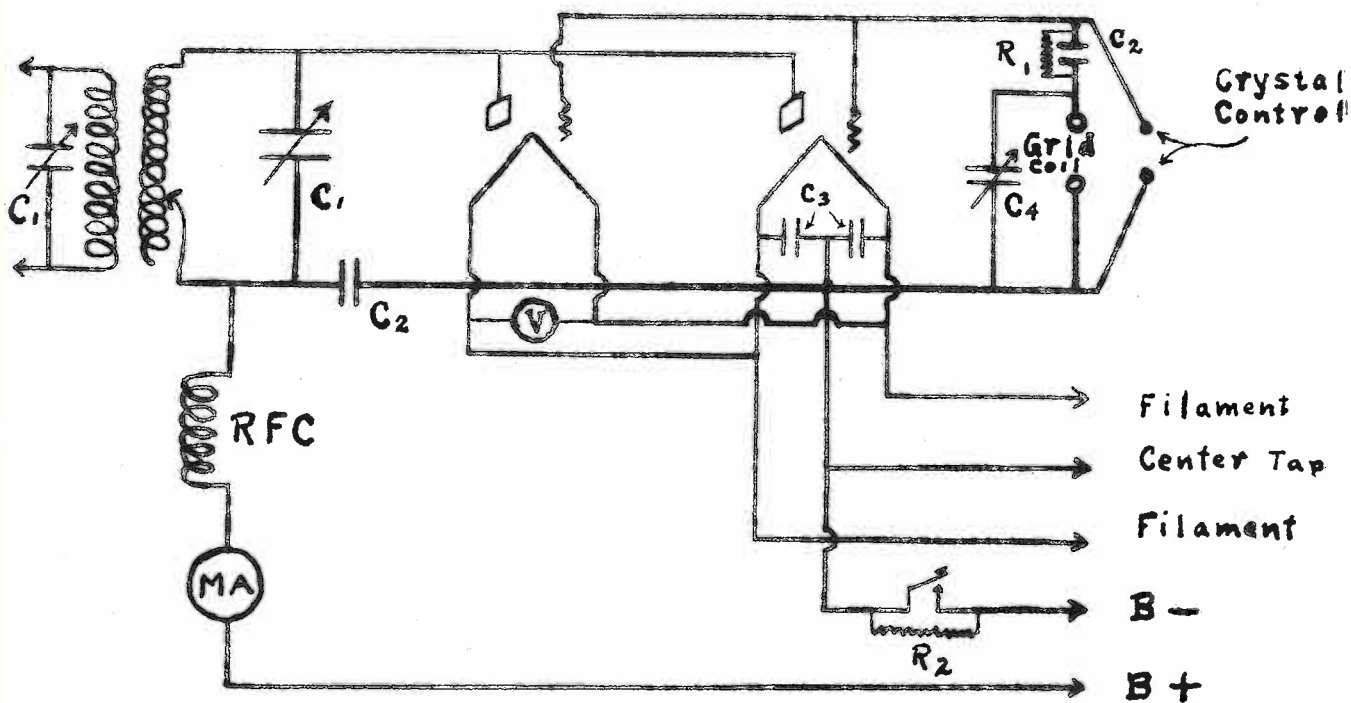 C₂
R₁
Crystal
Control
Grid
Coil
C₁
C₁
C₃
C₄
C₂
V
RFC
Filament
Center Tap
Filament
MA
B -
R₂
B +